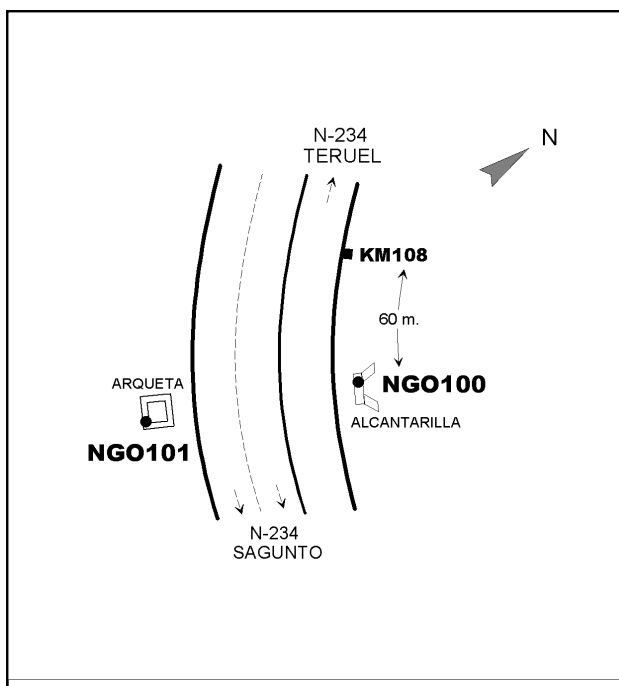 N
N-234
TERUEL
KM108
60 m.
ARQUETA
NGO100
ALCANTARILLA
NGO101
N-234
SAGUNTO